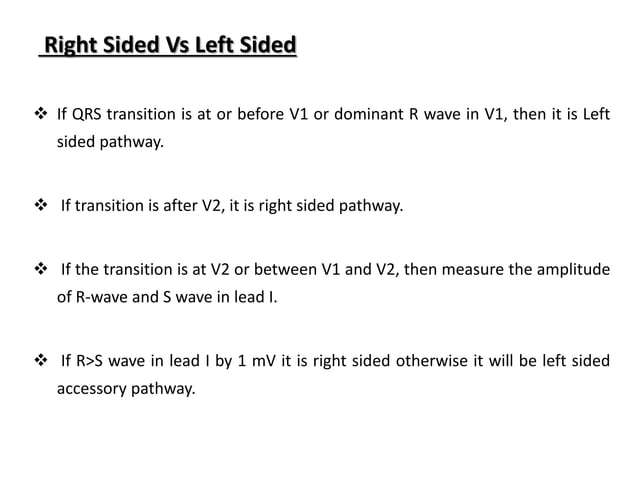 Right Sided Vs Left Sided
❖ If QRS transition is at or before V1 or dominant R wave in V1, then it is Left
sided pathway.
❖ If transition is after V2, it is right sided pathway.
❖ If the transition is at V2 or between V1 and V2, then measure the amplitude
of R-wave and S wave in lead I.
❖ If R>S wave in lead I by 1 mV it is right sided otherwise it will be left sided
accessory pathway.